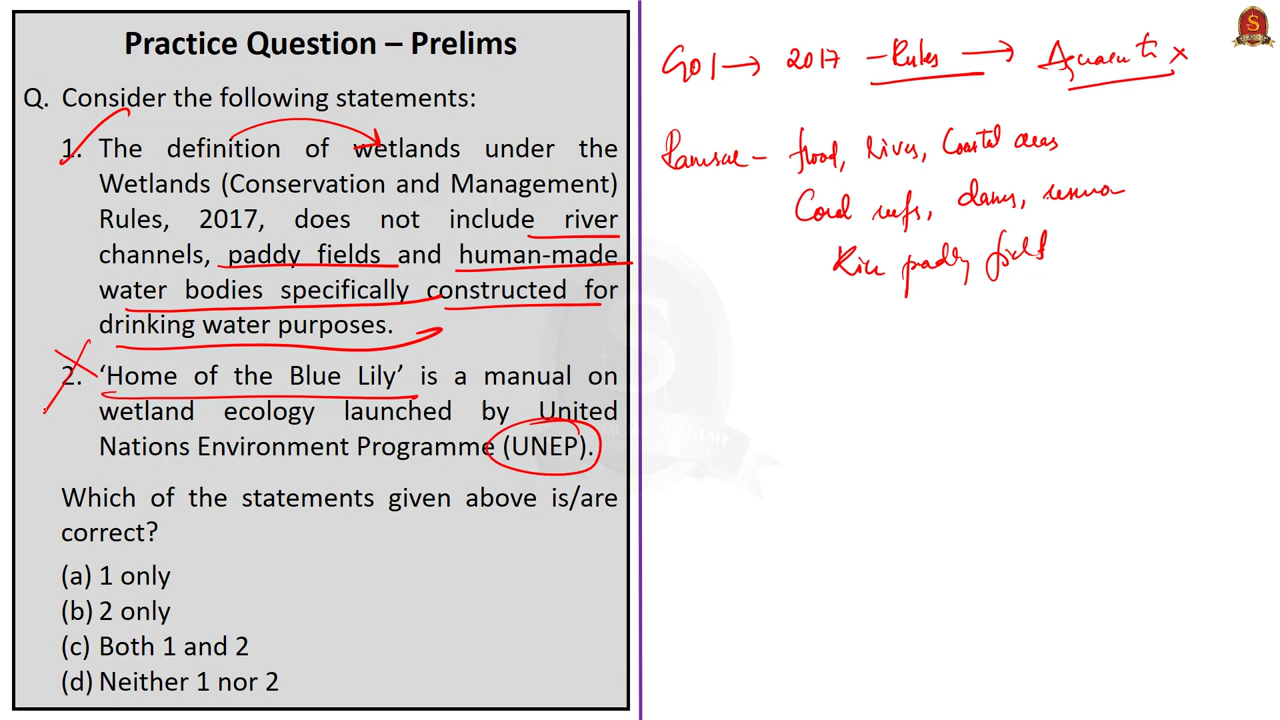 Practice Question – Prelims
Q. Consider the following statements:
1. The definition of wetlands under the
Wetlands (Conservation and Management)
Rules, 2017, does not include river
channels, paddy fields and human-made
water bodies specifically constructed for
drinking water purposes.
2. ‘Home of the Blue Lily’ is a manual on
wetland ecology launched by United
Nations Environment Programme (UNEP).
Which of the statements given above is/are
correct?
(a) 1 only
(b) 2 only
(c) Both 1 and 2
(d) Neither 1 nor 2
GOI → 2017 – Rules →
Ramsar – flood, rivers, Coastal areas
Coral reefs, dams,
Rice paddy fields